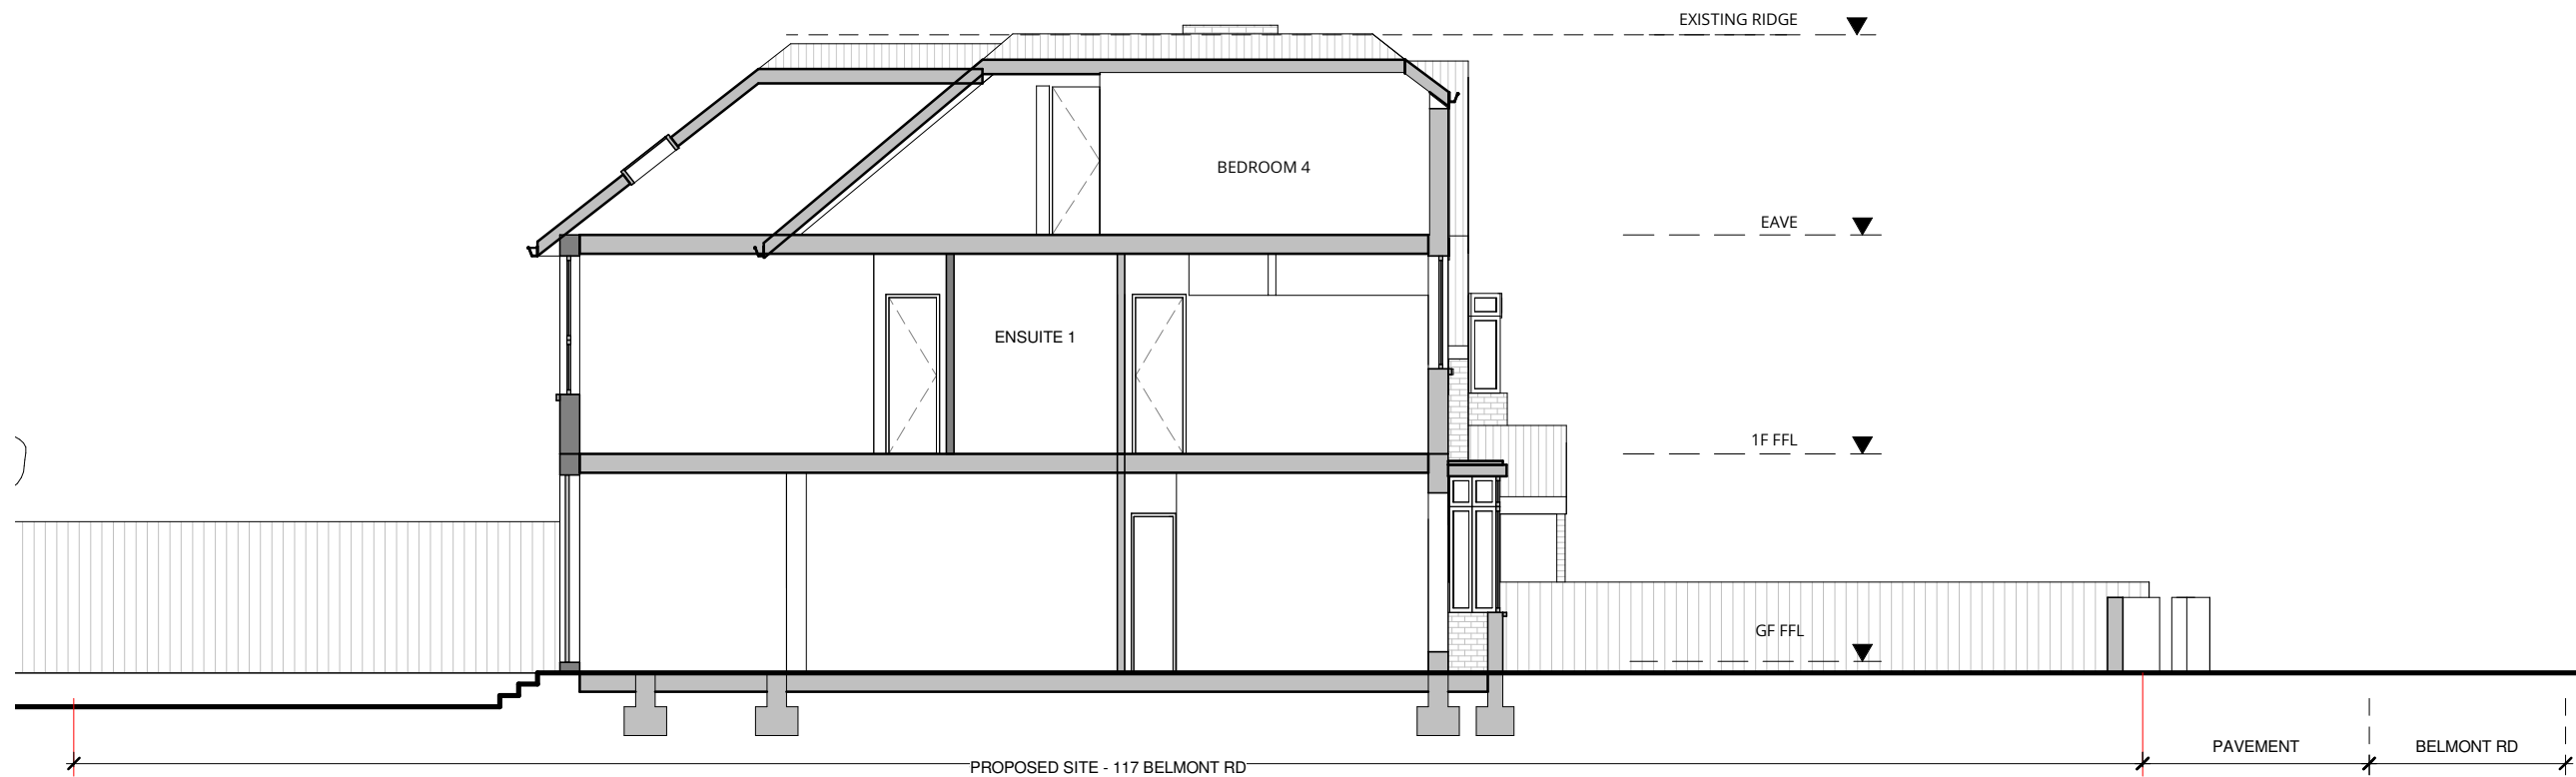 EXISTING RIDGE
BEDROOM 4
EAVE
ENSUITE 1
1F FFL
GF FFL
PAVEMENT
BELMONT RD
PROPOSED SITE - 117 BELMONT RD